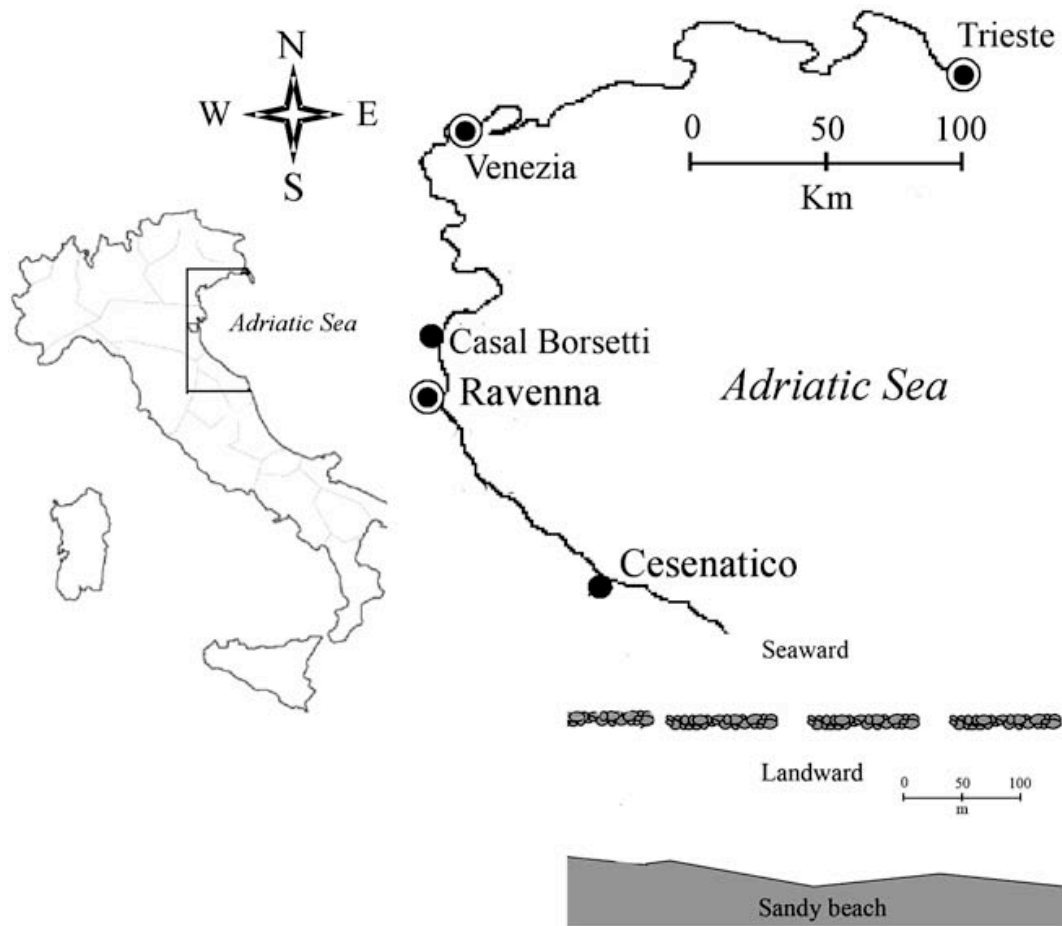 N
W E
S
Trieste
0 50 100
Km
Venezia
Adriatic Sea
Casal Borsetti
Ravenna
Adriatic Sea
Cesenatico
Seaward
Landward
0 50 100
m
Sandy beach